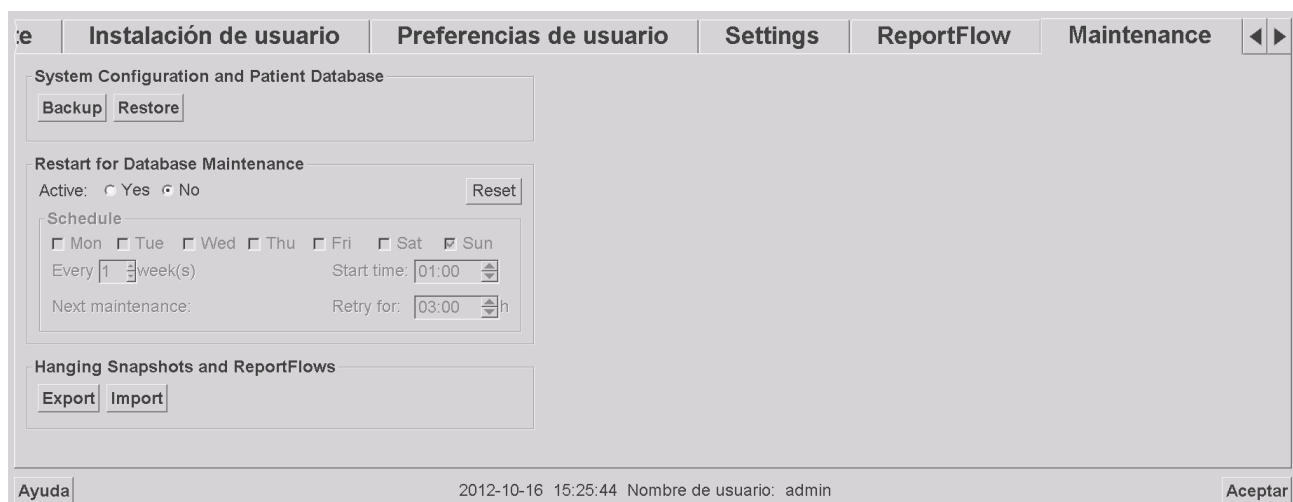 Instalación de usuario Preferencias de usuario Settings ReportFlow Maintenance
System Configuration and Patient Database
Backup Restore
Restart for Database Maintenance
Active: Yes No Reset
Schedule
Mon Tue Wed Thu Fri Sat Sun
Every 1 week(s) Start time: 01:00
Next maintenance: Retry for: 03:00 h
Hanging Snapshots and ReportFlows
Export Import
Ayuda 2012-10-16 15:25:44 Nombre de usuario: admin Aceptar